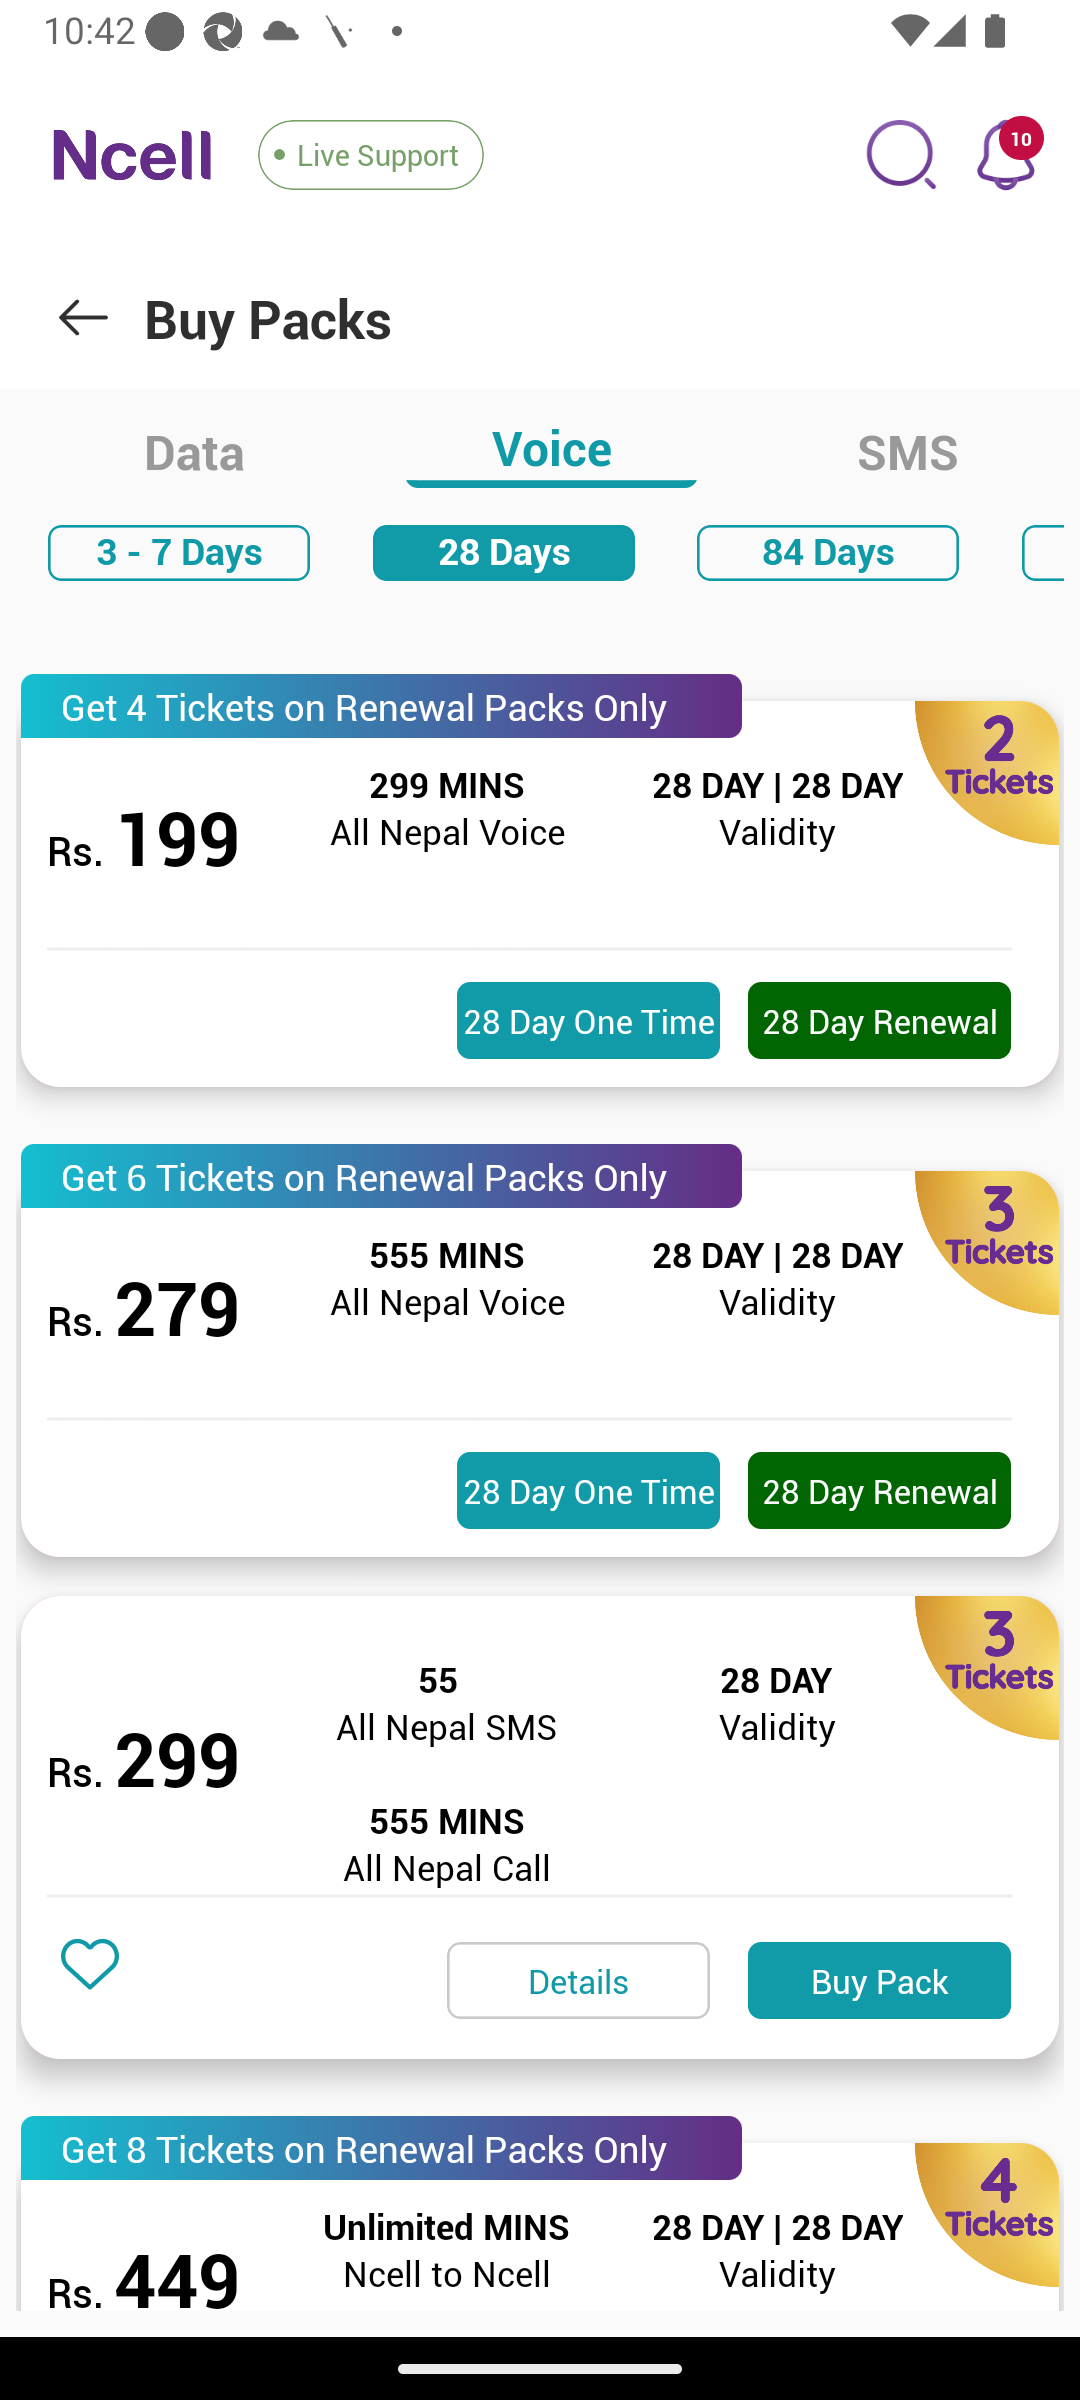 10:42
Ncell
Live Support
10
Buy Packs
Data
Voice
SMS
3 - 7 Days
28 Days
84 Days
Get 4 Tickets on Renewal Packs Only
2
Tickets
Rs. 199
299 MINS
All Nepal Voice
28 DAY | 28 DAY
Validity
28 Day One Time
28 Day Renewal
Get 6 Tickets on Renewal Packs Only
3
Tickets
Rs. 279
555 MINS
All Nepal Voice
28 DAY | 28 DAY
Validity
28 Day One Time
28 Day Renewal
3
Tickets
Rs. 299
55
All Nepal SMS
28 DAY
Validity
555 MINS
All Nepal Call
Details
Buy Pack
Get 8 Tickets on Renewal Packs Only
4
Tickets
Rs. 449
Unlimited MINS
Ncell to Ncell
28 DAY | 28 DAY
Validity